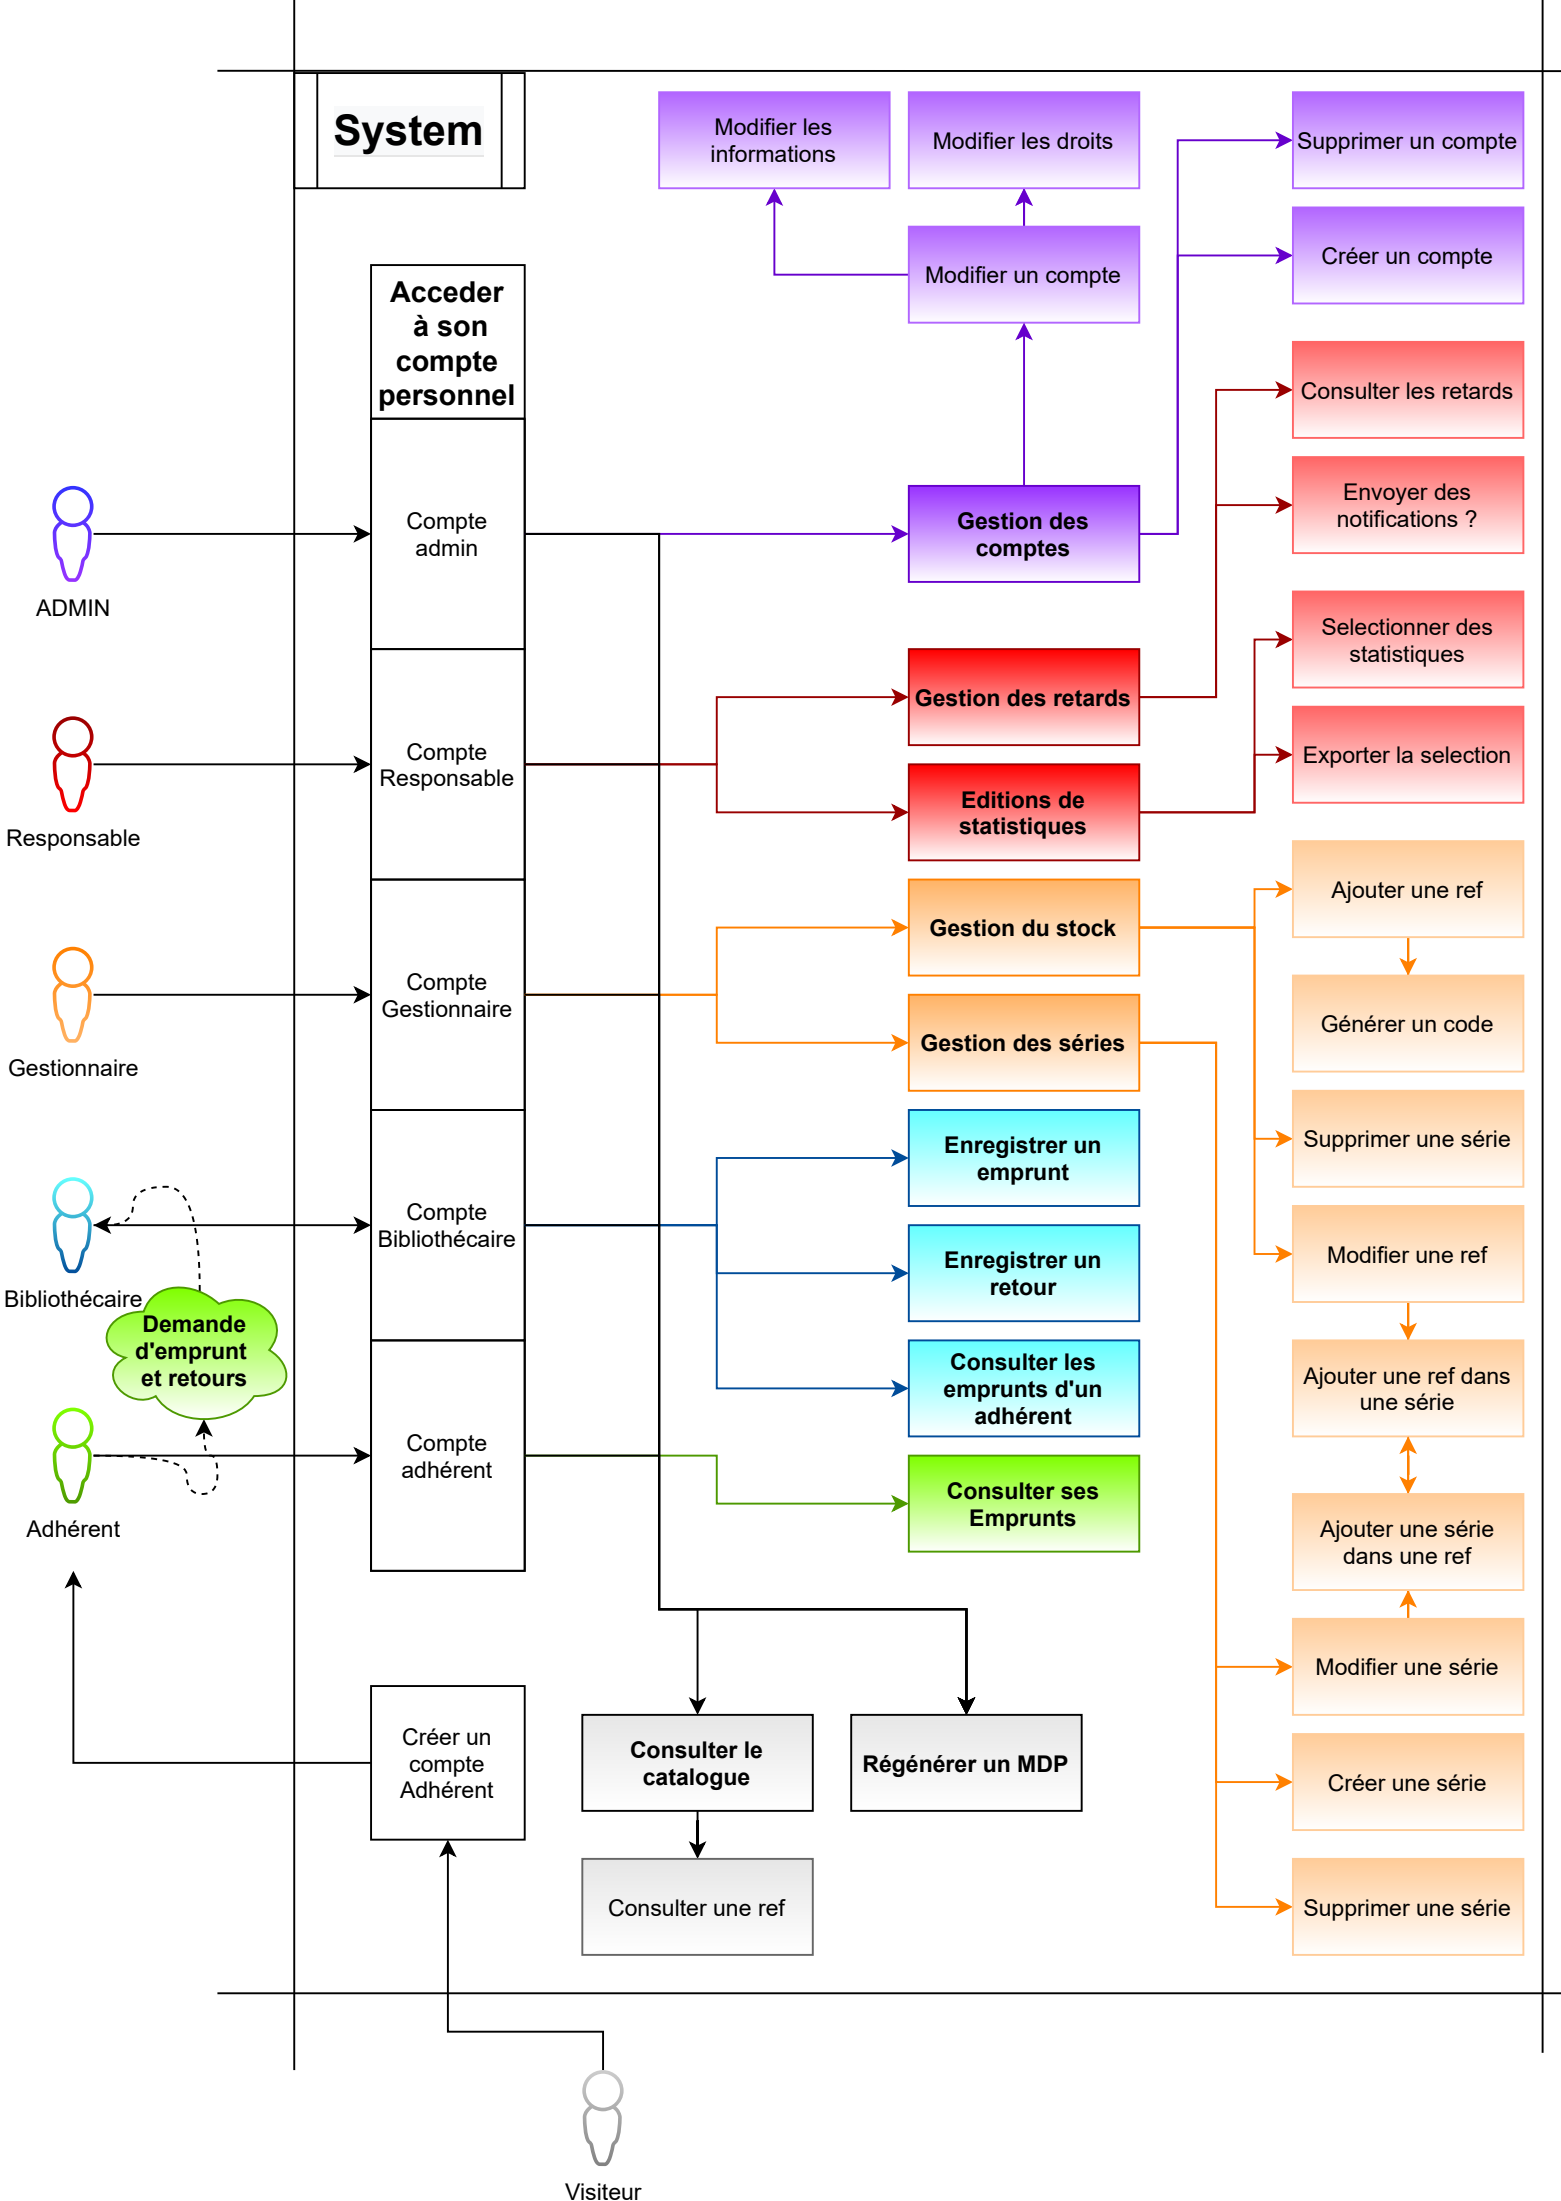 System
Modifier les
informations
Modifier les droits
Supprimer un compte
Modifier un compte
Créer un compte
Acceder
à son
compte
personnel
Consulter les retards
Envoyer des
notifications ?
ADMIN
Compte
admin
Gestion des
comptes
Selectionner des
statistiques
Responsable
Compte
Responsable
Gestion des retards
Exporter la selection
Editions de
statistiques
Gestionnaire
Compte
Gestionnaire
Gestion du stock
Ajouter une ref
Gestion des séries
Générer un code
Bibliothécaire
Compte
Bibliothécaire
Enregistrer un
emprunt
Supprimer une série
Enregistrer un
retour
Modifier une ref
Demande
d'emprunt
et retours
Consulter les
emprunts d'un
adhérent
Ajouter une ref dans
une série
Adhérent
Compte
adhérent
Consulter ses
Emprunts
Ajouter une série
dans une ref
Modifier une série
Créer un
compte
Adhérent
Consulter le
catalogue
Régénérer un MDP
Créer une série
Consulter une ref
Supprimer une série
Visiteur